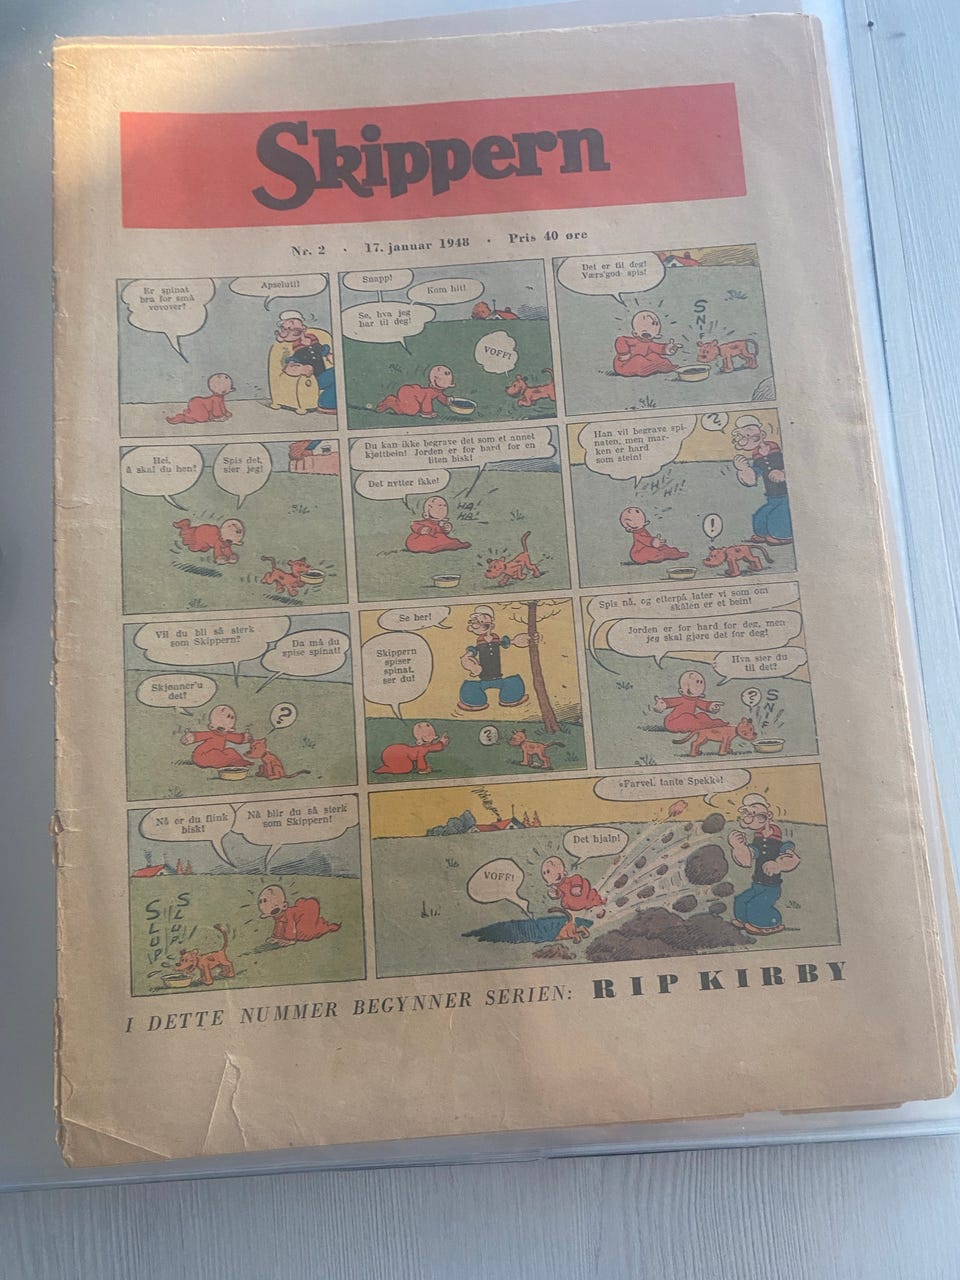 Skippern
Nr. 2 · 17. januar 1948 · Pris 40 øre
Er spinat
bra for små
vovover?
Apselutt!
Snapp!
Kom hit!
Se, hva jeg
har til deg!
VOFF!
Det er til deg!
Værs'god- spis!
SNIF
Hei,
å skal du hen?
Spis det,
sier jeg!
Du kan ikke begrave det som et annet
kjøttbein! Jorden er for hard for en
liten bisk!
Det nytter ikke!
HA!
HA!
Han vil begrave spi-
naten, men mar-
ken er hard
som stein!
?
HI!
HI!!
!
Vil du bli så sterk
som Skippern?
Da må du
spise spinat!
Skjønner'u
det?
?
Se her!
Skippern
spiser
spinat,
ser du!
?
Spis nå, og etterpå later vi som om
skålen er et bein!
Jorden er for hard for deg, men
jeg skal gjøre det for deg!
Hva sier du
til det?
?
SNIF
Nå er du flink
bisk!
Nå blir du så sterk
som Skippern!
SLUP!
SLUP!
«Farvel, tante Spekk»!
Det hjalp!
VOFF!
I DETTE NUMMER BEGYNNER SERIEN: RIP KIRBY